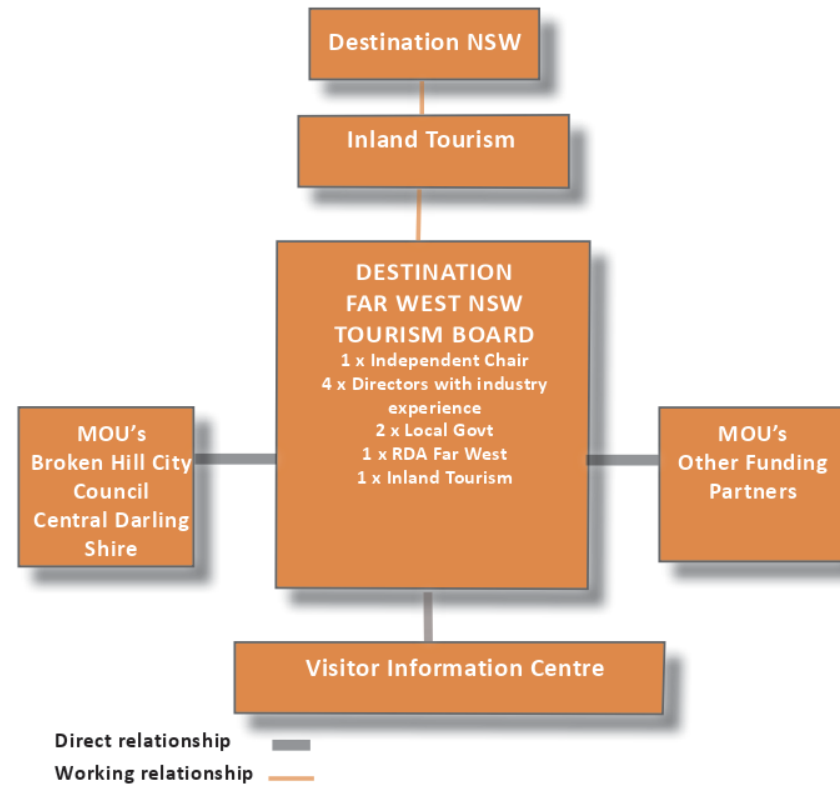 Destination NSW
Inland Tourism
DESTINATION
FAR WEST NSW
TOURISM BOARD
1 x Independent Chair
4 x Directors with industry
experience
2 x Local Govt
1 x RDA Far West
1 x Inland Tourism
MOU's
Broken Hill City
Council
Central Darling
Shire
MOU's
Other Funding
Partners
Visitor Information Centre
Direct relationship
Working relationship